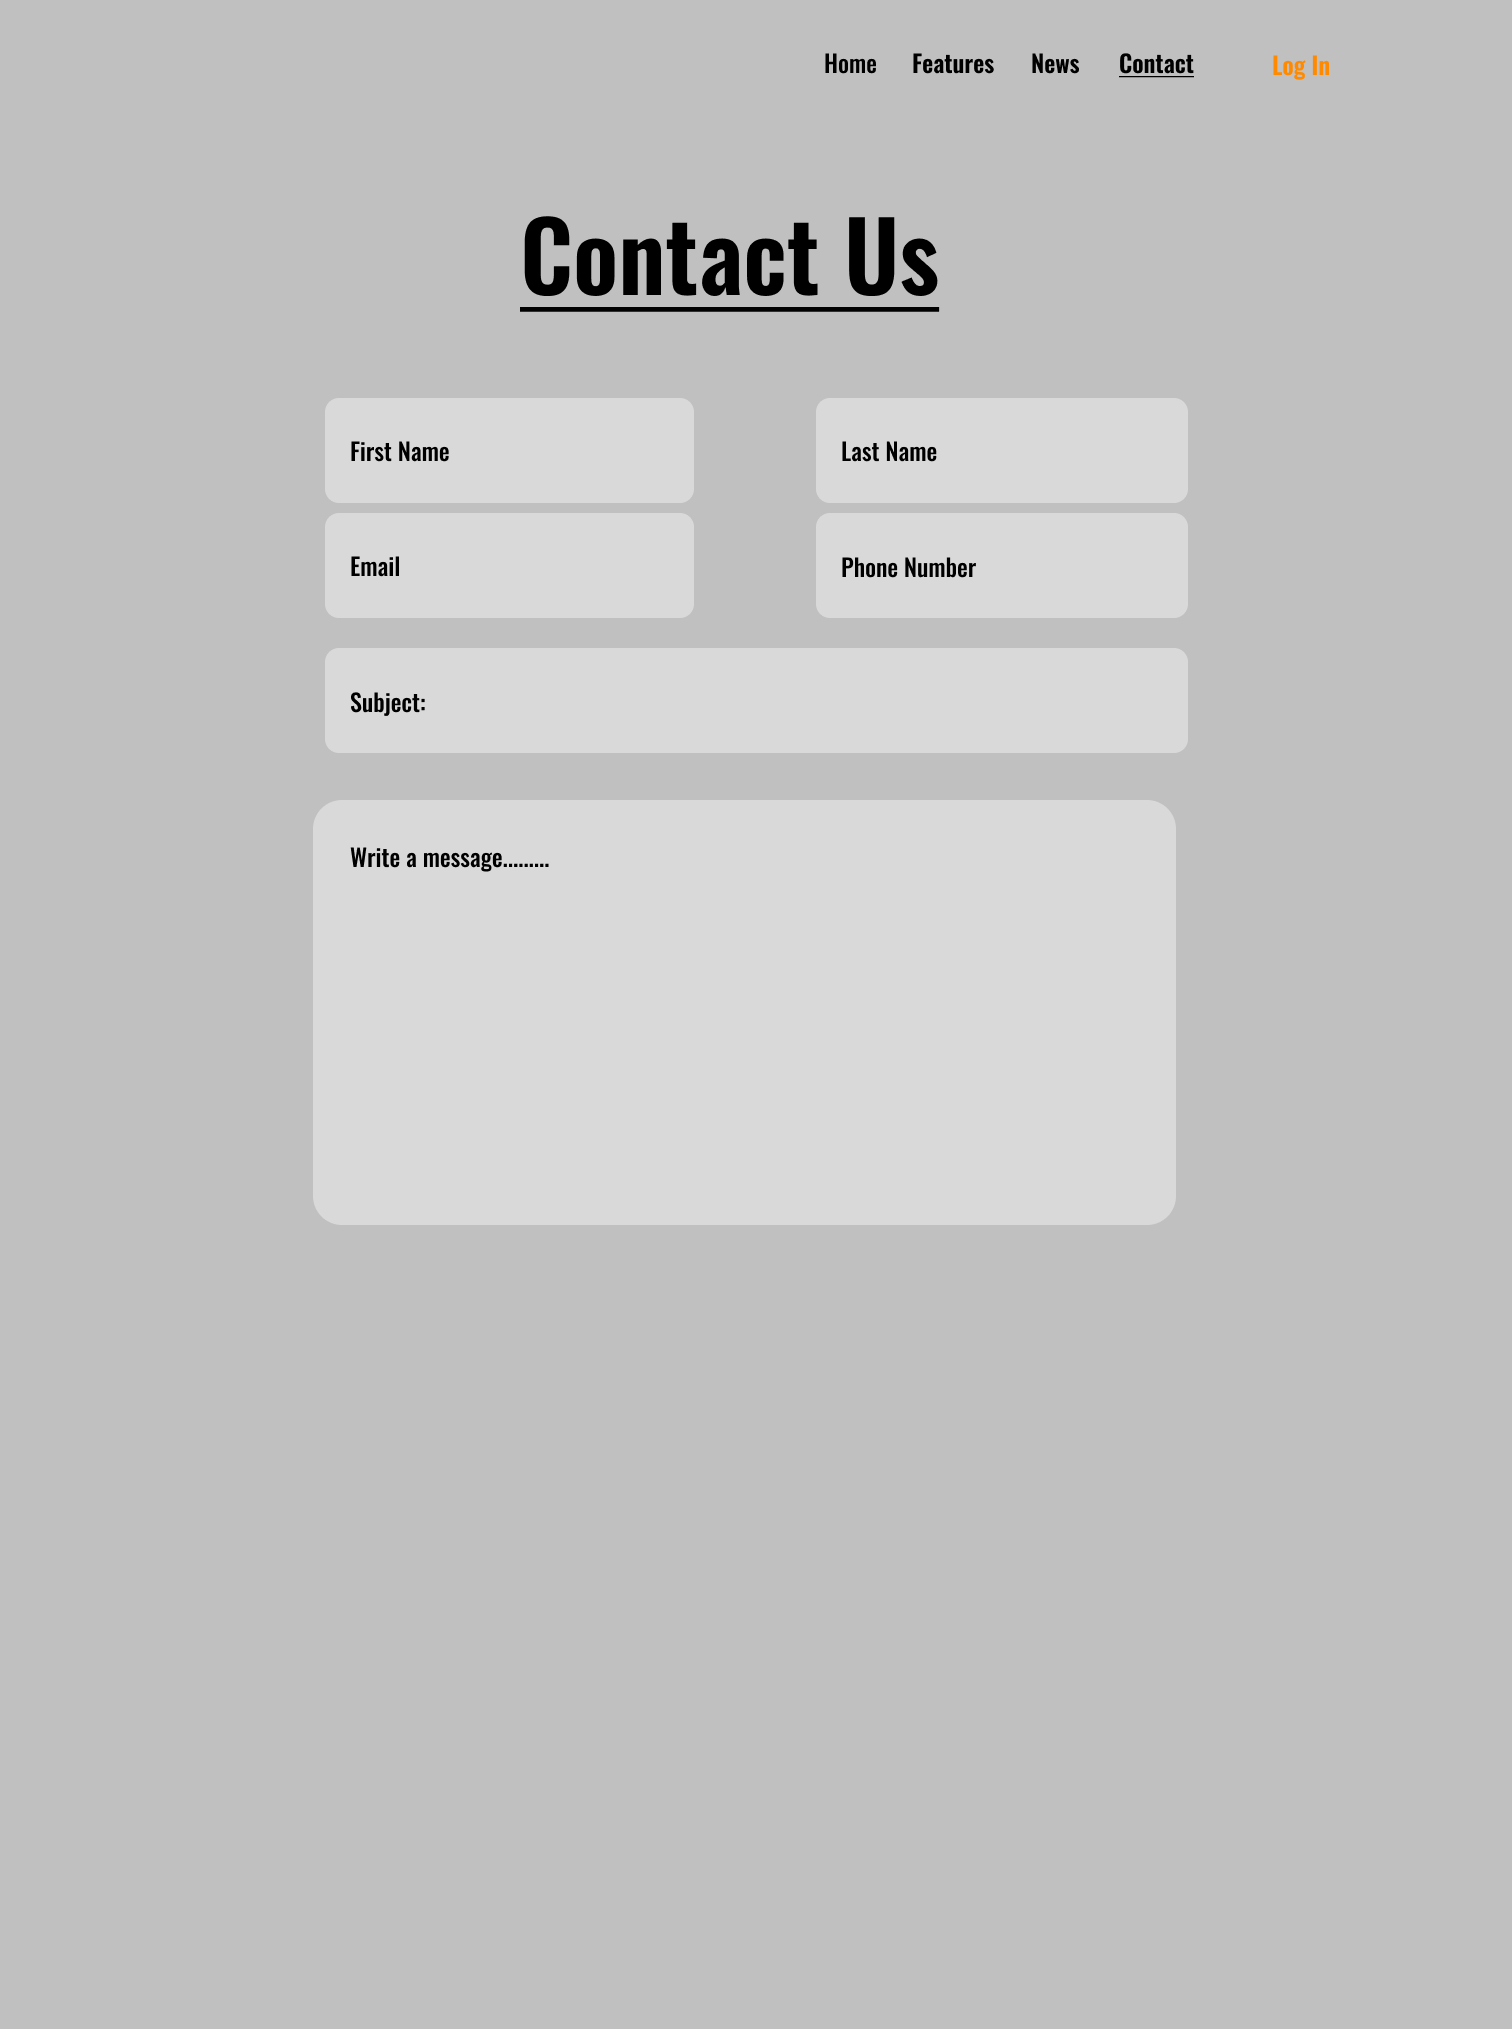 Home Features News Contact Log In
Contact Us
First Name Last Name
Email Phone Number
Subject:
Write a message.........